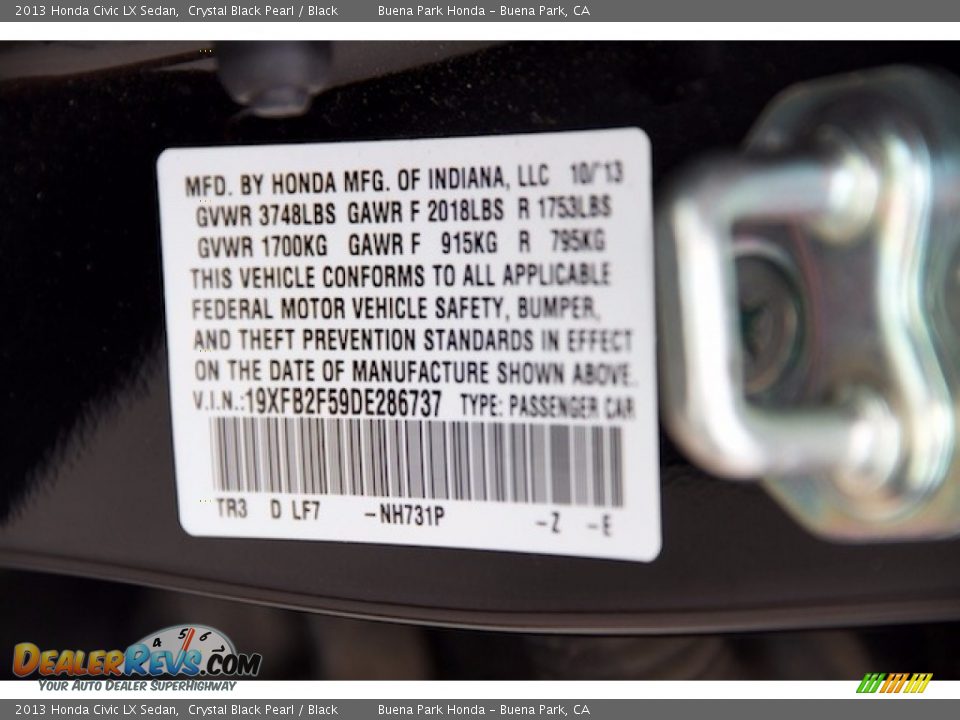 2013 Honda Civic LX Sedan, Crystal Black Pearl / Black Buena Park Honda – Buena Park, CA
MFD. BY HONDA MFG. OF INDIANA, LLC 10/'13
GVWR 3748LBS GAWR F 2018LBS R 1753LBS
GVWR 1700KG GAWR F 915KG R 795KG
THIS VEHICLE CONFORMS TO ALL APPLICABLE
FEDERAL MOTOR VEHICLE SAFETY, BUMPER,
AND THEFT PREVENTION STANDARDS IN EFFECT
ON THE DATE OF MANUFACTURE SHOWN ABOVE.
V.I.N.:19XFB2F59DE286737 TYPE: PASSENGER CAR
TR3 D LF7 –NH731P –Z –E
4 5 6
DEALERREVS.COM
YOUR AUTO DEALER SUPERHIGHWAY
2013 Honda Civic LX Sedan, Crystal Black Pearl / Black Buena Park Honda – Buena Park, CA